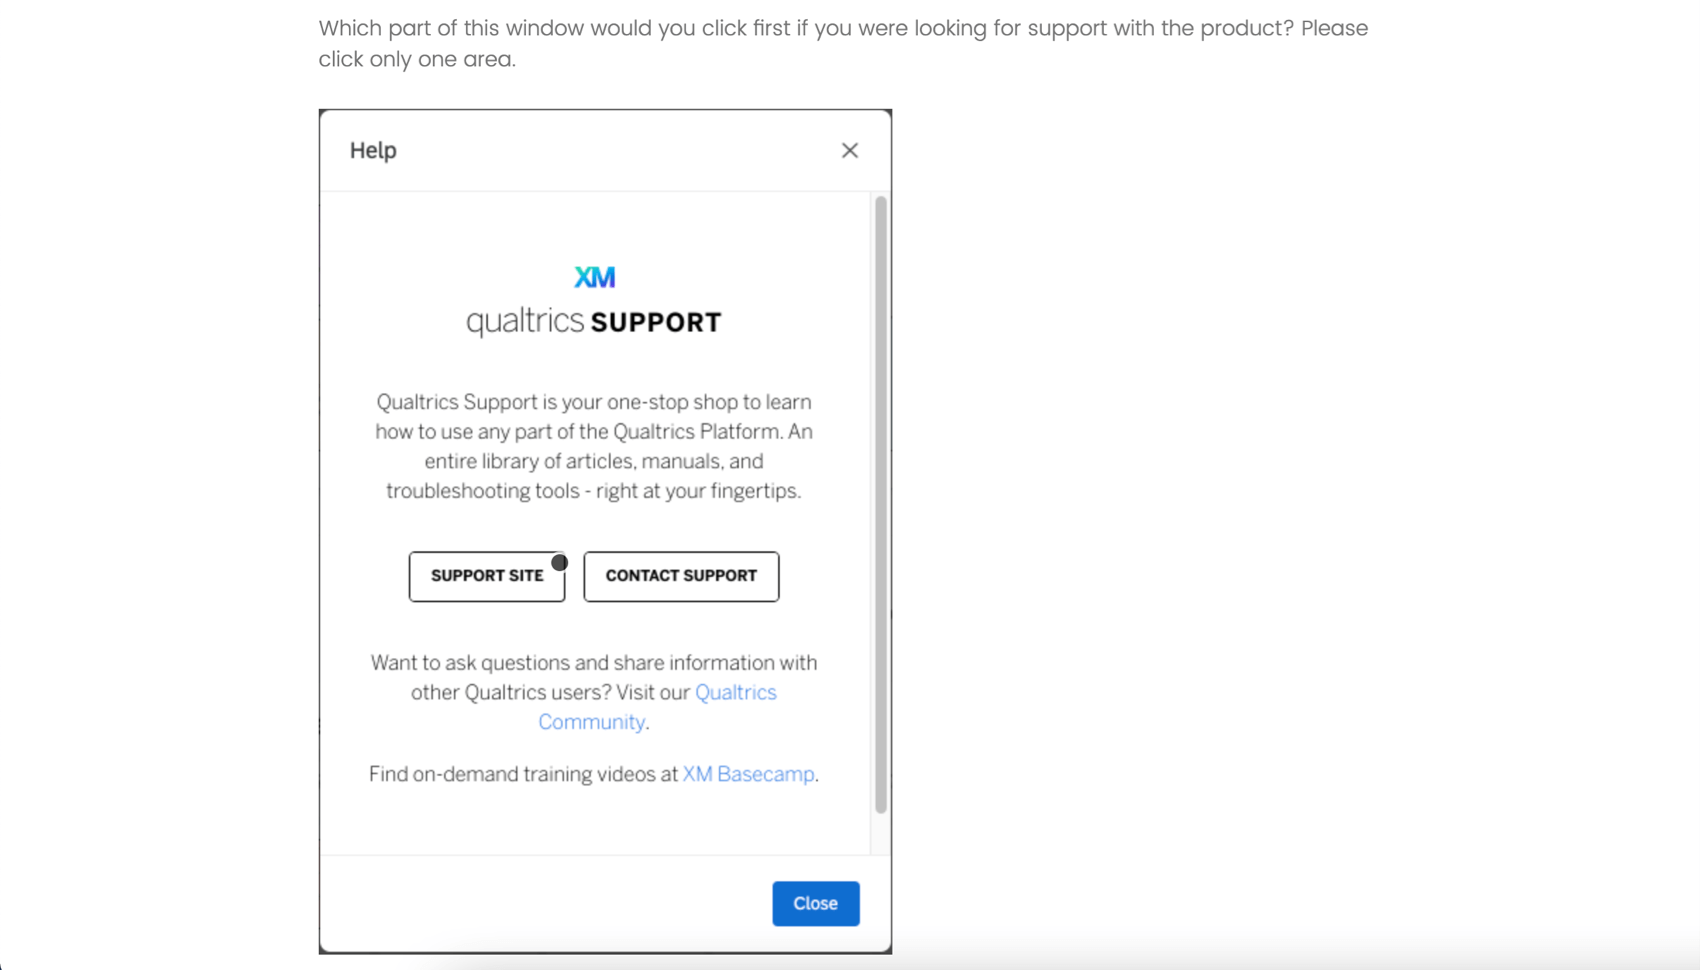 Which part of this window would you click first if you were looking for support with the product? Please
click only one area.
Help
XM
qualtrics SUPPORT
Qualtrics Support is your one-stop shop to learn
how to use any part of the Qualtrics Platform. An
entire library of articles, manuals, and
troubleshooting tools - right at your fingertips.
SUPPORT SITE
CONTACT SUPPORT
Want to ask questions and share information with
other Qualtrics users? Visit our Qualtrics
Community.
Find on-demand training videos at XM Basecamp.
Close